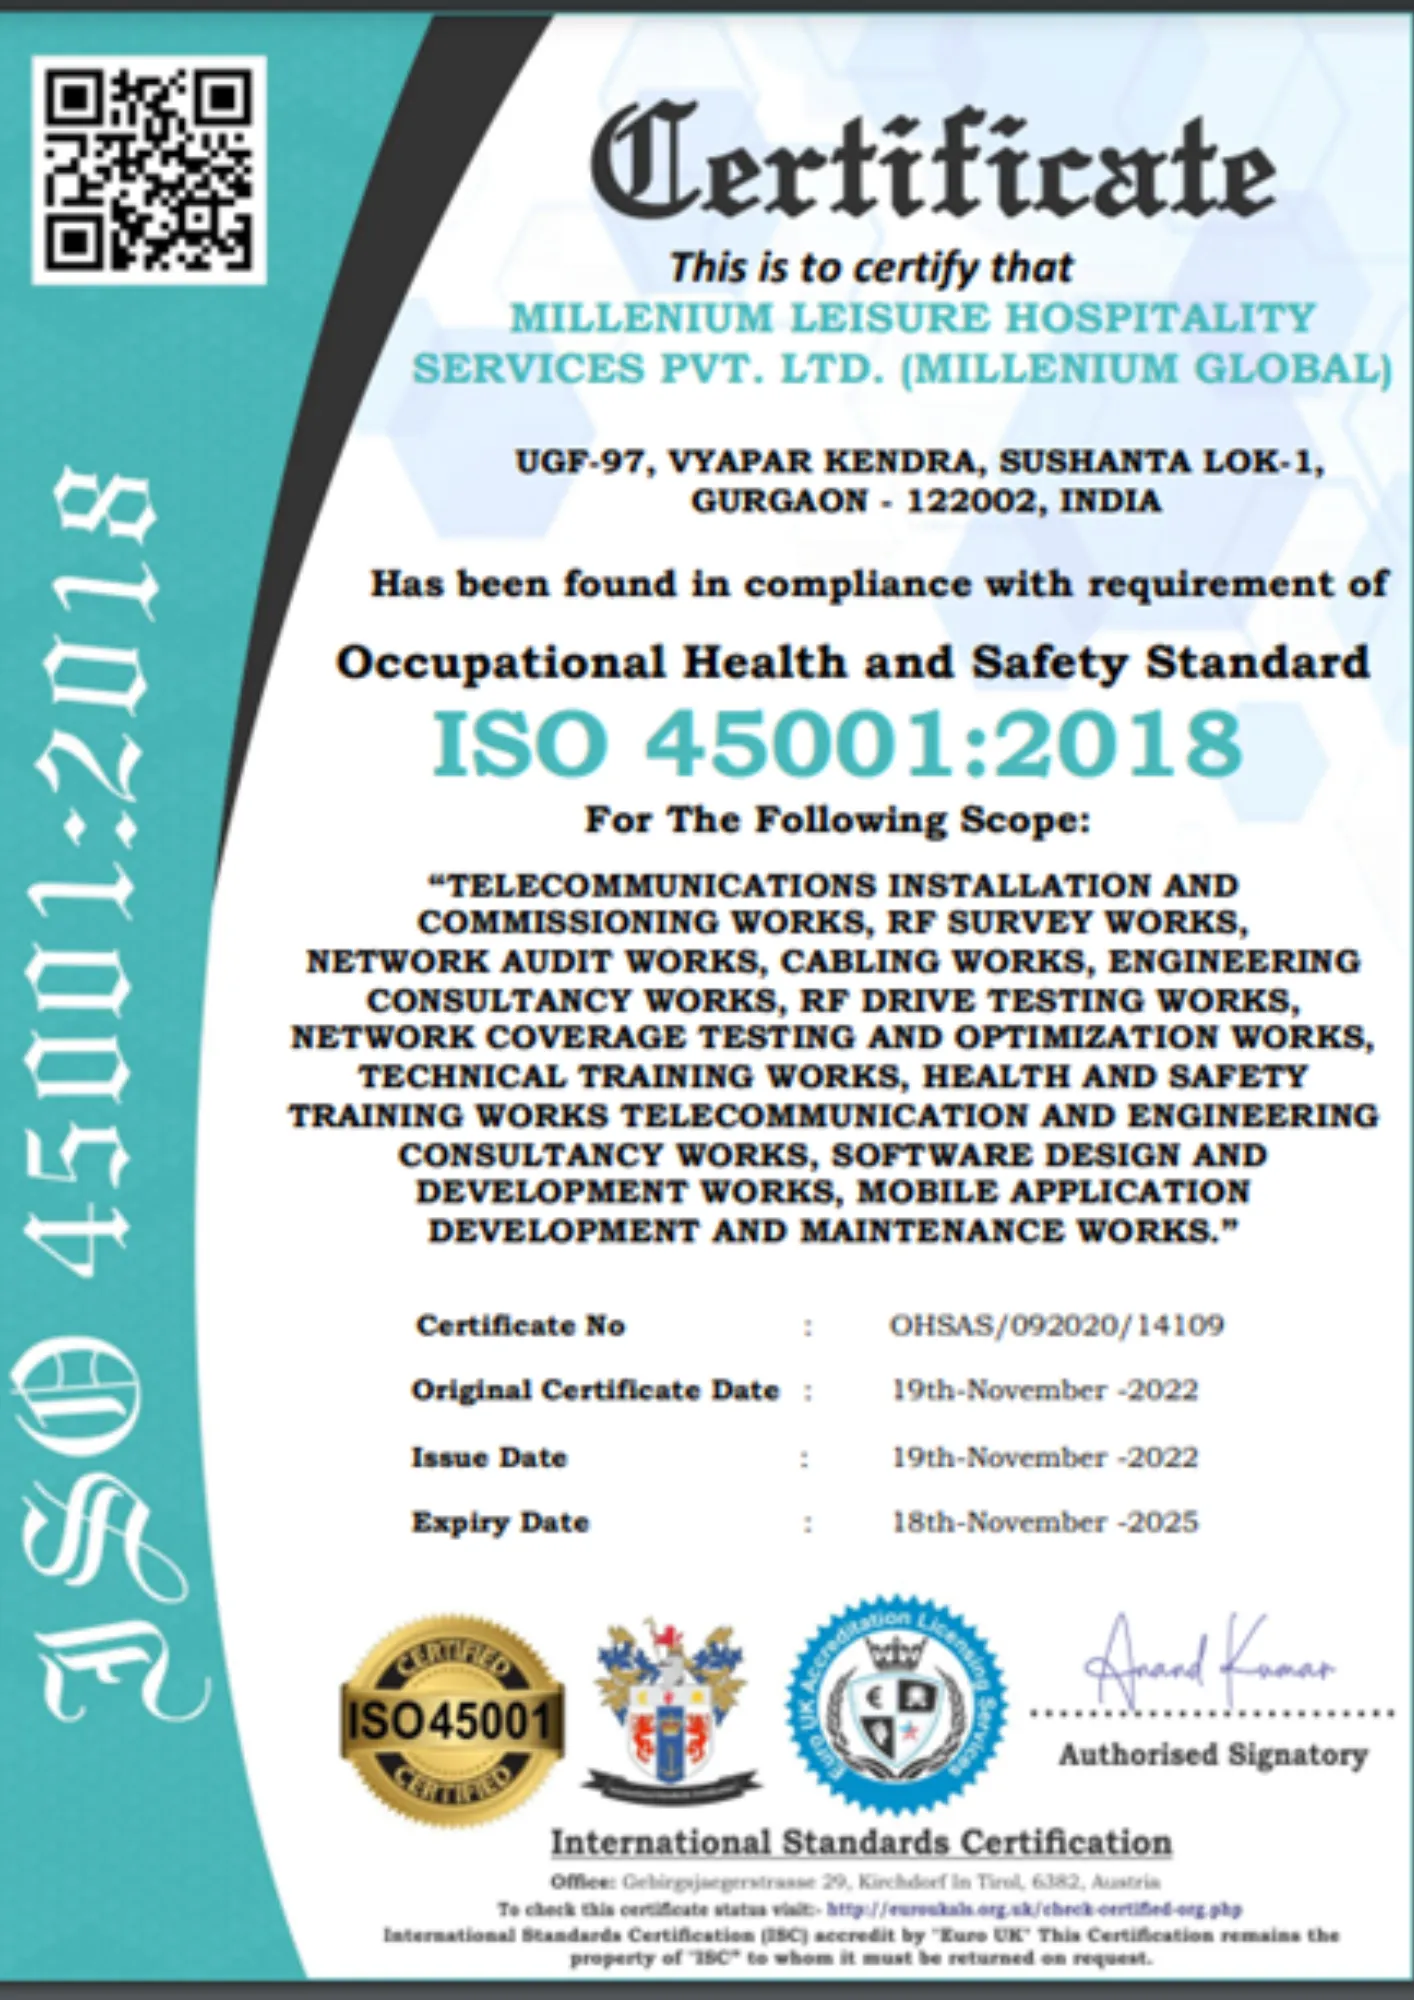 Certificate
This is to certify that
MILLENIUM LEISURE HOSPITALITY
SERVICES PVT. LTD. (MILLENIUM GLOBAL)
UGF-97, VYAPAR KENDRA, SUSHANTA LOK-1,
GURGAON - 122002, INDIA
Has been found in compliance with requirement of
Occupational Health and Safety Standard
ISO 45001:2018
For The Following Scope:
“TELECOMMUNICATIONS INSTALLATION AND
COMMISSIONING WORKS, RF SURVEY WORKS,
NETWORK AUDIT WORKS, CABLING WORKS, ENGINEERING
CONSULTANCY WORKS, RF DRIVE TESTING WORKS,
NETWORK COVERAGE TESTING AND OPTIMIZATION WORKS,
TECHNICAL TRAINING WORKS, HEALTH AND SAFETY
TRAINING WORKS TELECOMMUNICATION AND ENGINEERING
CONSULTANCY WORKS, SOFTWARE DESIGN AND
DEVELOPMENT WORKS, MOBILE APPLICATION
DEVELOPMENT AND MAINTENANCE WORKS.”
Certificate No : OHSAS/092020/14109
Original Certificate Date : 19th-November -2022
Issue Date : 19th-November -2022
Expiry Date : 18th-November -2025
ISO 45001:2018
CERTIFIED
ISO45001
CERTIFIED
Euro UK Accreditation Licensing Services
€
Anand Kumar
Authorised Signatory
International Standards Certification
Office: Gebirgsjaegerstrasse 29, Kirchdorf In Tirol, 6382, Austria
To check this certificate status visit:- http://euroukals.org.uk/check-certified-org.php
International Standards Certification (ISC) accredit by "Euro UK" This Certification remains the
property of "ISC" to whom it must be returned on request.